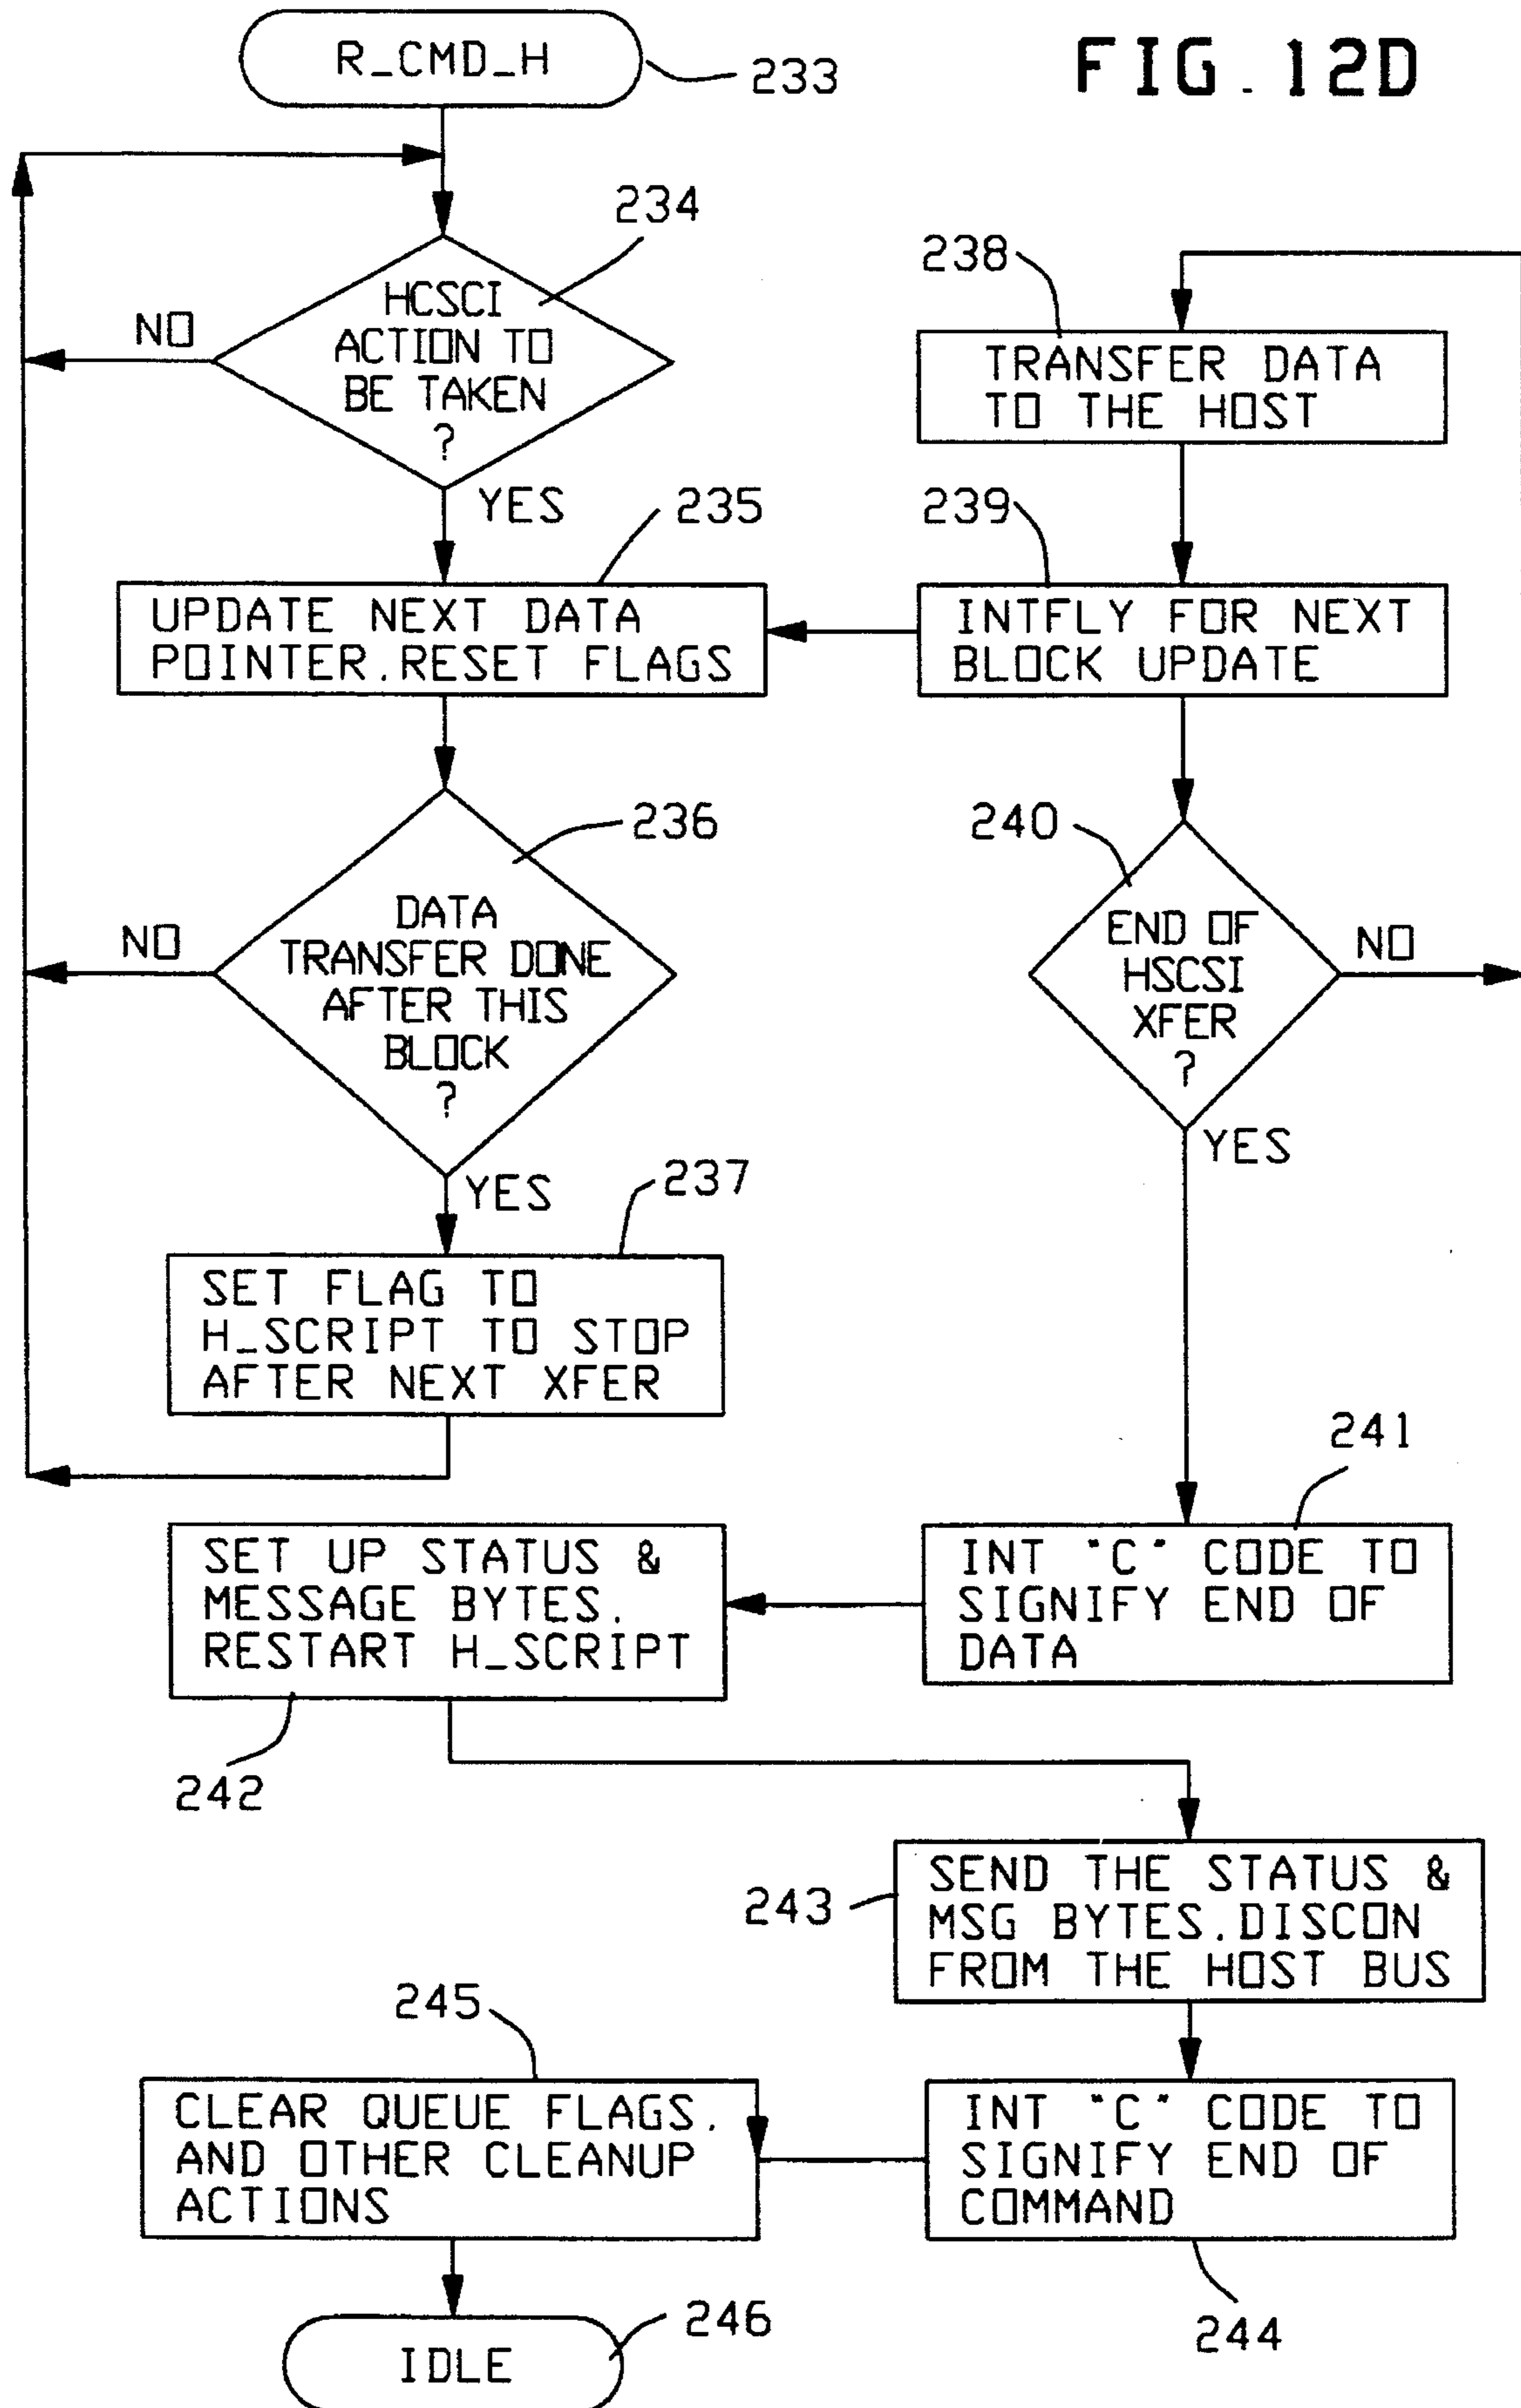 R_CMD_H
233
FIG. 12D
234
HCSCI
ACTION TO
BE TAKEN
?
NO
YES
235
UPDATE NEXT DATA
POINTER.RESET FLAGS
236
DATA
TRANSFER DONE
AFTER THIS
BLOCK
?
NO
YES
237
SET FLAG TO
H_SCRIPT TO STOP
AFTER NEXT XFER
238
TRANSFER DATA
TO THE HOST
239
INTFLY FOR NEXT
BLOCK UPDATE
240
END OF
HSCSI
XFER
?
NO
YES
241
INT "C" CODE TO
SIGNIFY END OF
DATA
SET UP STATUS &
MESSAGE BYTES.
RESTART H_SCRIPT
242
243
SEND THE STATUS &
MSG BYTES.DISCON
FROM THE HOST BUS
INT "C" CODE TO
SIGNIFY END OF
COMMAND
244
245
CLEAR QUEUE FLAGS.
AND OTHER CLEANUP
ACTIONS
246
IDLE